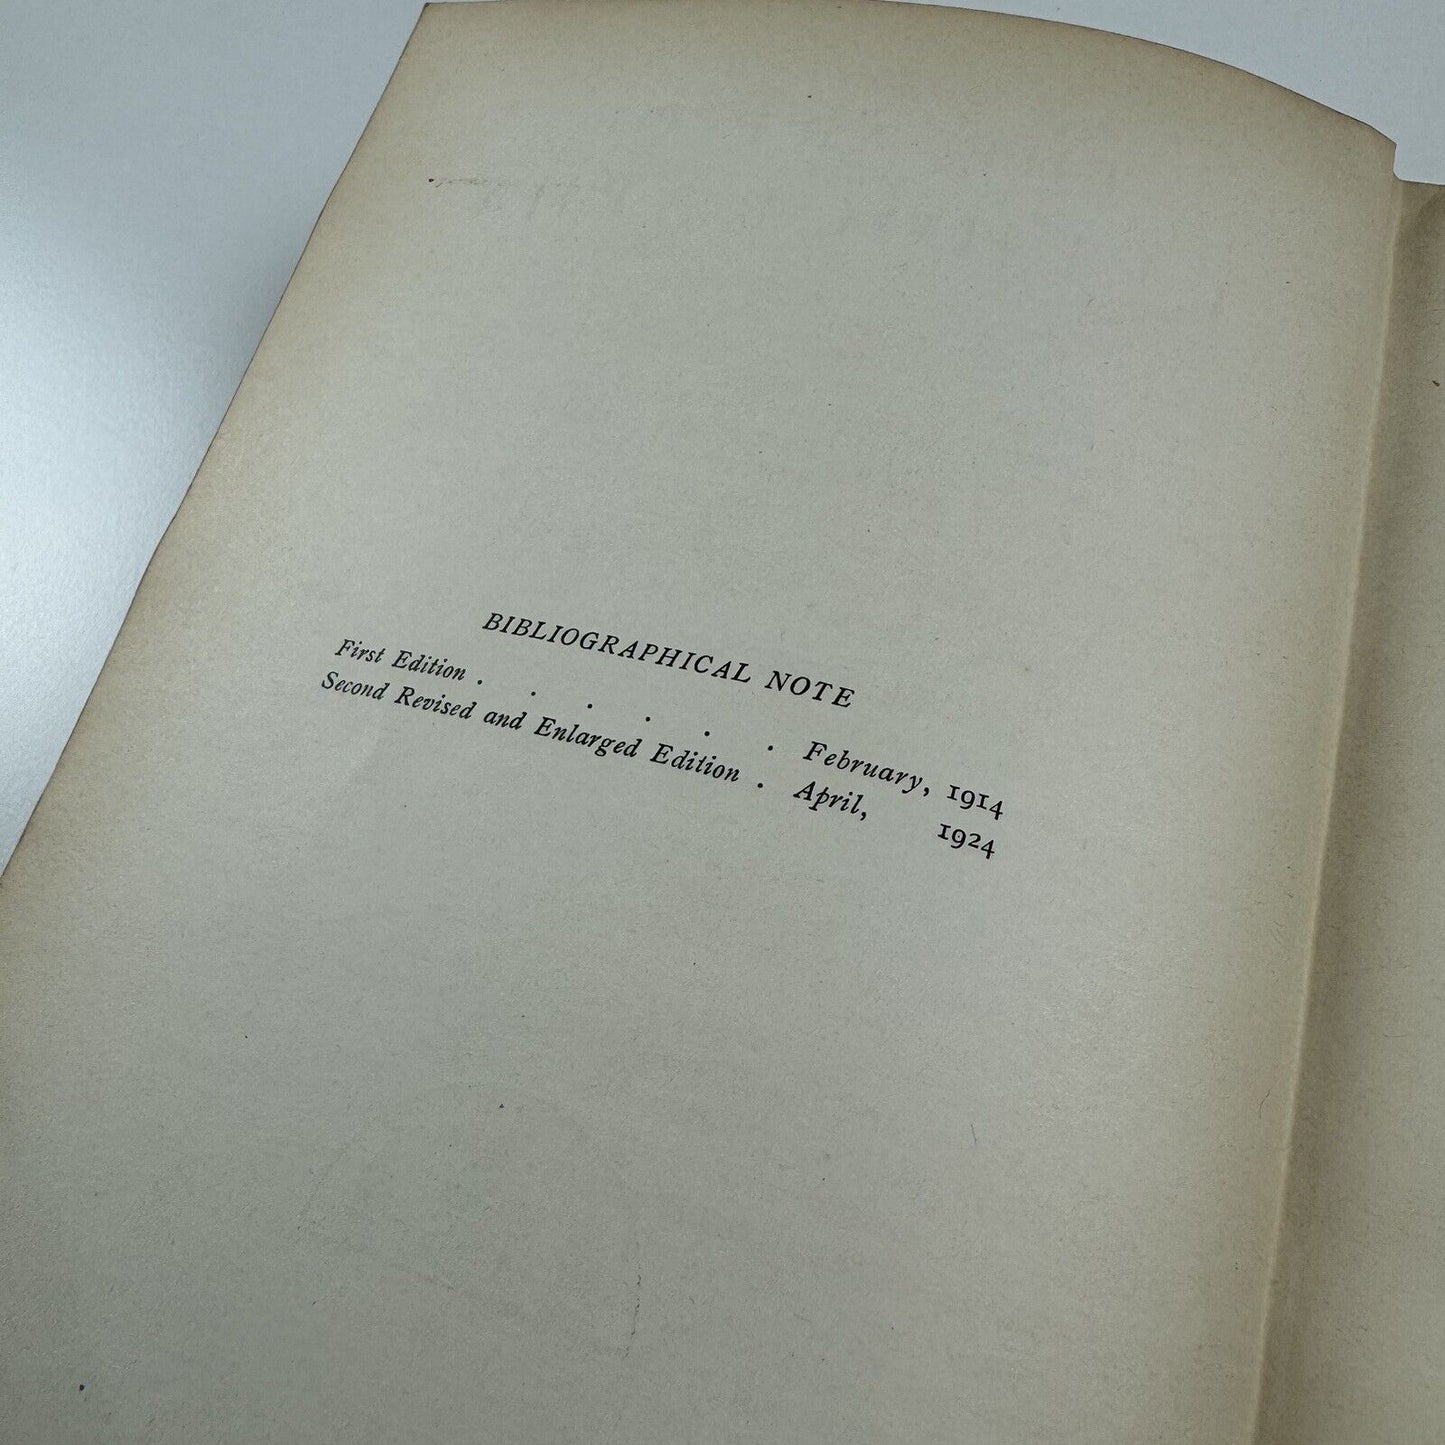 BIBLIOGRAPHICAL NOTE
First Edition . . . . . . February, 1914
Second Revised and Enlarged Edition . April, 1924